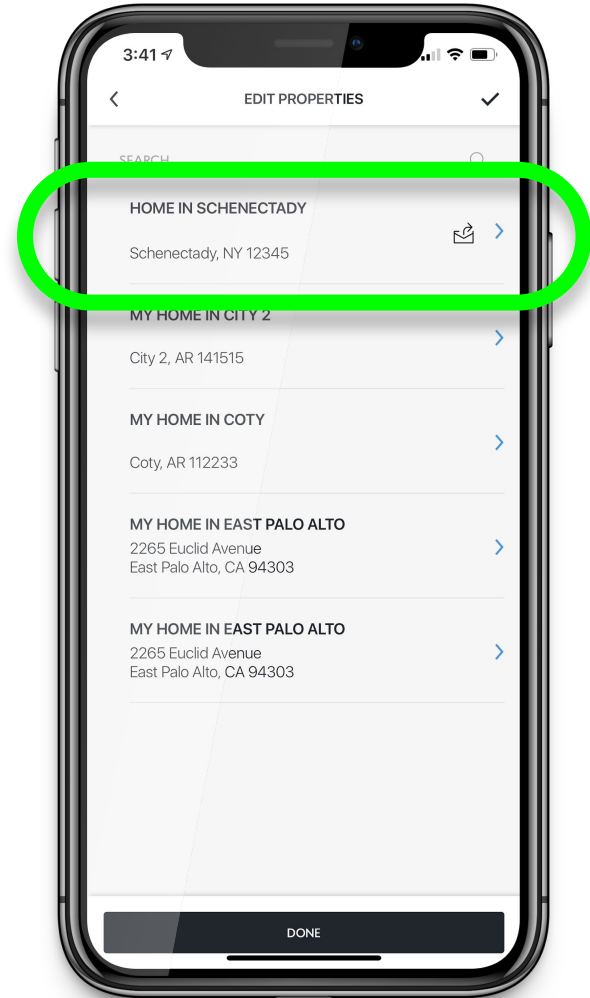 3:41
EDIT PROPERTIES
SEARCH
HOME IN SCHENECTADY
Schenectady, NY 12345
MY HOME IN CITY 2
City 2, AR 141515
MY HOME IN COTY
Coty, AR 112233
MY HOME IN EAST PALO ALTO
2265 Euclid Avenue
East Palo Alto, CA 94303
MY HOME IN EAST PALO ALTO
2265 Euclid Avenue
East Palo Alto, CA 94303
DONE